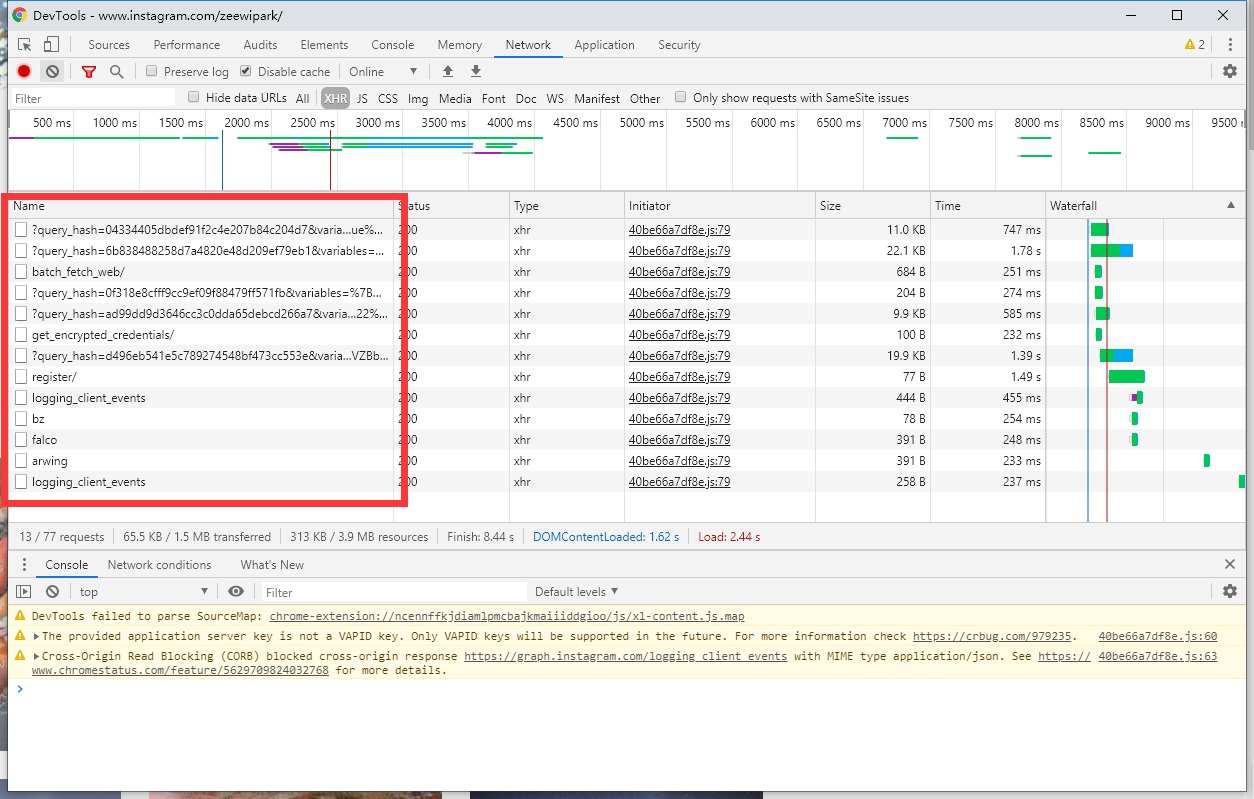 DevTools - www.instagram.com/zeewipark/
Sources Performance Audits Elements Console Memory Network Application Security 2
Preserve log Disable cache Online
Filter Hide data URLs All XHR JS CSS Img Media Font Doc WS Manifest Other Only show requests with SameSite issues
500 ms 1000 ms 1500 ms 2000 ms 2500 ms 3000 ms 3500 ms 4000 ms 4500 ms 5000 ms 5500 ms 6000 ms 6500 ms 7000 ms 7500 ms 8000 ms 8500 ms 9000 ms 9500
Name Status Type Initiator Size Time Waterfall
?query_hash=04334405dbdef91f2c4e207b84c204d7&varia...ue%... 200 xhr 40be66a7df8e.js:79 11.0 KB 747 ms
?query_hash=6b838488258d7a4820e48d209ef79eb1&variables=... 200 xhr 40be66a7df8e.js:79 22.1 KB 1.78 s
batch_fetch_web/ 200 xhr 40be66a7df8e.js:79 684 B 251 ms
?query_hash=0f318e8cfff9cc9ef09f88479ff571fb&variables=%7B... 200 xhr 40be66a7df8e.js:79 204 B 274 ms
?query_hash=ad99dd9d3646cc3c0dda65debcd266a7&varia...22%... 200 xhr 40be66a7df8e.js:79 9.9 KB 585 ms
get_encrypted_credentials/ 200 xhr 40be66a7df8e.js:79 100 B 232 ms
?query_hash=d496eb541e5c789274548bf473cc553e&varia...VZBb... 200 xhr 40be66a7df8e.js:79 19.9 KB 1.39 s
register/ 200 xhr 40be66a7df8e.js:79 77 B 1.49 s
logging_client_events 200 xhr 40be66a7df8e.js:79 444 B 455 ms
bz 200 xhr 40be66a7df8e.js:79 78 B 254 ms
falco 200 xhr 40be66a7df8e.js:79 391 B 248 ms
arwing 200 xhr 40be66a7df8e.js:79 391 B 233 ms
logging_client_events 200 xhr 40be66a7df8e.js:79 258 B 237 ms
13 / 77 requests 65.5 KB / 1.5 MB transferred 313 KB / 3.9 MB resources Finish: 8.44 s DOMContentLoaded: 1.62 s Load: 2.44 s
Console Network conditions What's New
top Filter Default levels
DevTools failed to parse SourceMap: chrome-extension://ncennffkjdiamlpmcbajkmaiiiddgioo/js/xl-content.js.map
The provided application server key is not a VAPID key. Only VAPID keys will be supported in the future. For more information check https://crbug.com/979235. 40be66a7df8e.js:60
Cross-Origin Read Blocking (CORB) blocked cross-origin response https://graph.instagram.com/logging_client_events with MIME type application/json. See https:// 40be66a7df8e.js:63
www.chromestatus.com/feature/5629709824032768 for more details.